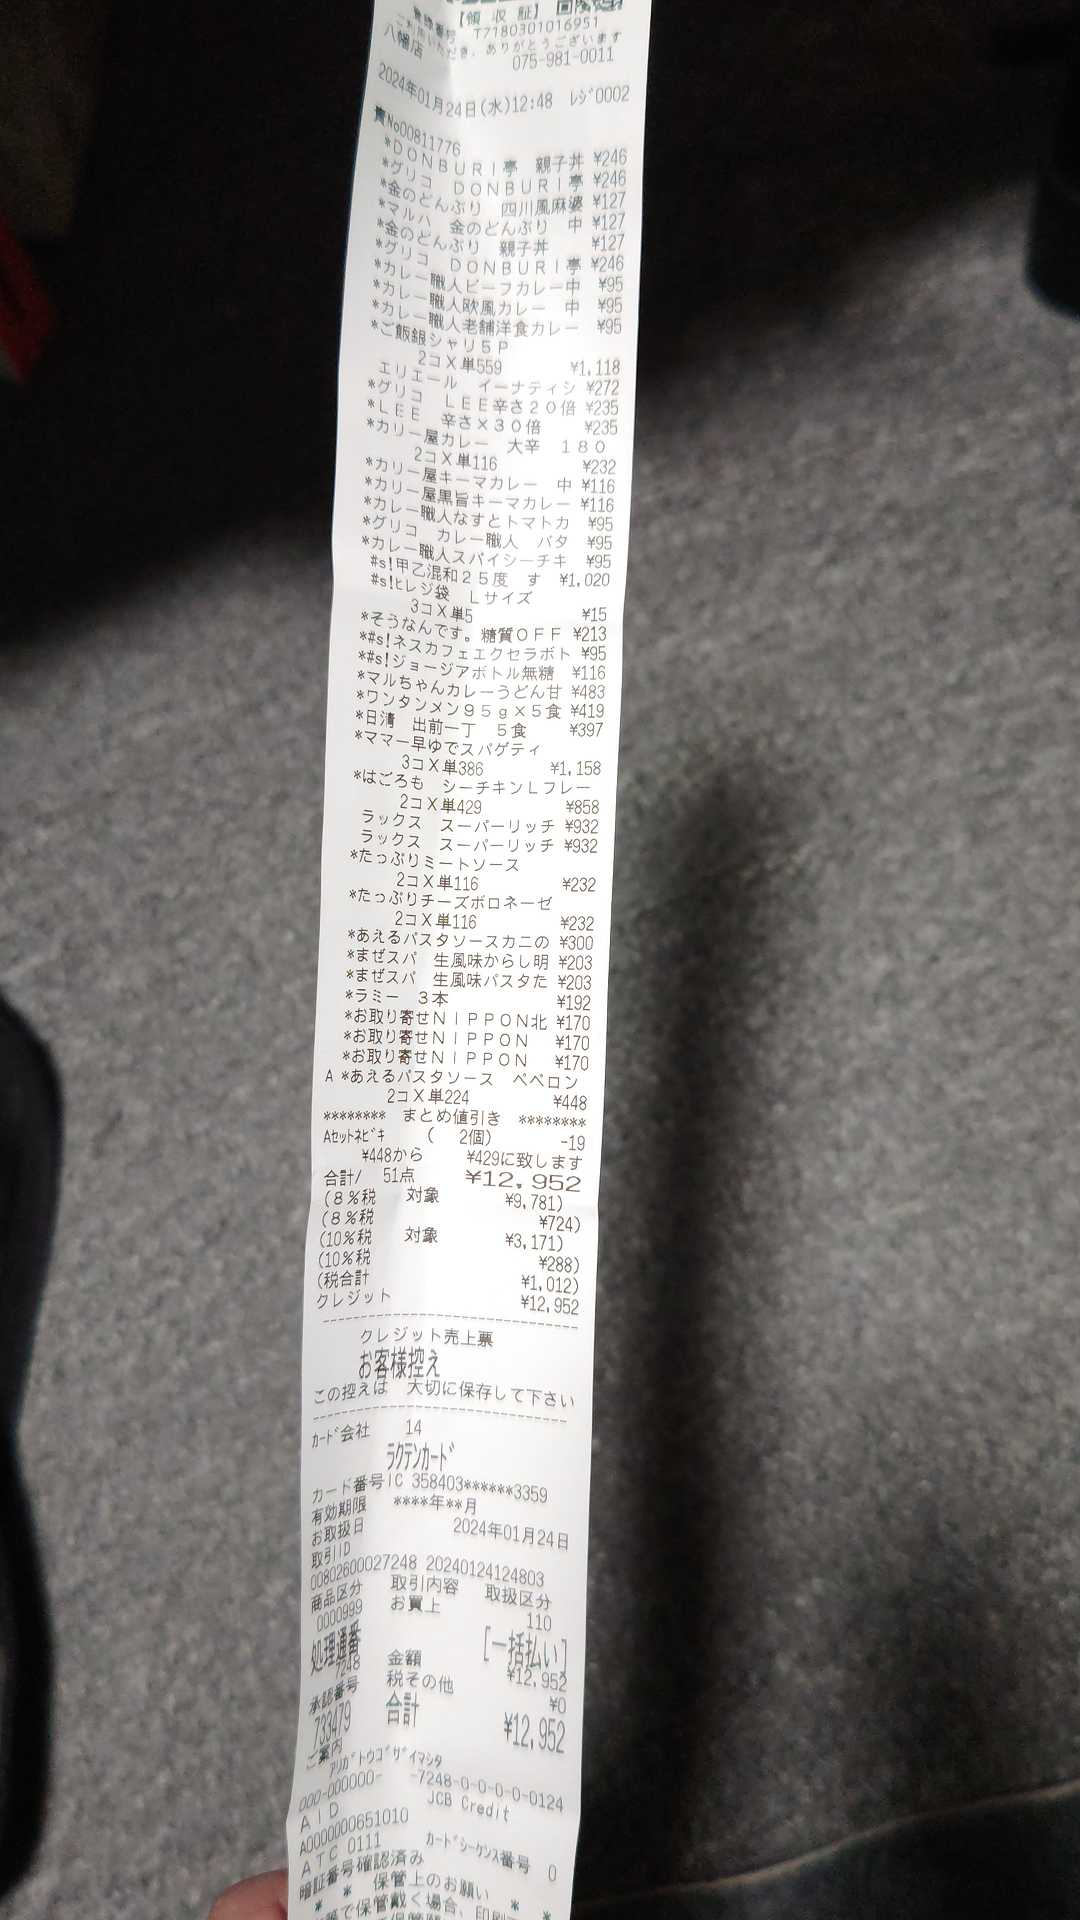 【領 収 証】
登録番号 T7180301016951
ご利用いただき、ありがとうございます
八幡店 075-981-0011
2024年01月24日(水)12:48 ﾚｼﾞ0002
責No00811776
*DONBURI亭 親子丼 ¥246
*グリコ DONBURI亭 ¥246
*金のどんぶり 四川風麻婆 ¥127
*マルハ 金のどんぶり 中 ¥127
*金のどんぶり 親子丼 ¥127
*グリコ DONBURI亭 ¥246
*カレー職人ビーフカレー中 ¥95
*カレー職人欧風カレー 中 ¥95
*カレー職人老舗洋食カレー ¥95
*ご飯銀シャリ5P
2コX単559 ¥1,118
エリエール イーナティシ ¥272
*グリコ LEE辛さ20倍 ¥235
*LEE 辛さ×30倍 ¥235
*カリー屋カレー 大辛 180
2コX単116 ¥232
*カリー屋キーマカレー 中 ¥116
*カリー屋黒旨キーマカレー ¥116
*カレー職人なすとトマトカ ¥95
*グリコ カレー職人 バタ ¥95
*カレー職人スパイシーチキ ¥95
#s!甲乙混和25度 す ¥1,020
#s!ﾋレジ袋 Lサイズ
3コX単5 ¥15
*そうなんです。糖質OFF ¥213
*#s!ネスカフェエクセラボト ¥95
*#s!ジョージアボトル無糖 ¥116
*マルちゃんカレーうどん甘 ¥483
*ワンタンメン95g×5食 ¥419
*日清 出前一丁 5食 ¥397
*ママー早ゆでスパゲティ
3コX単386 ¥1,158
*はごろも シーチキンLフレー
2コX単429 ¥858
ラックス スーパーリッチ ¥932
ラックス スーパーリッチ ¥932
*たっぷりミートソース
2コX単116 ¥232
*たっぷりチーズボロネーゼ
2コX単116 ¥232
*あえるパスタソースカニの ¥300
*まぜスパ 生風味からし明 ¥203
*まぜスパ 生風味パスタた ¥203
*ラミー 3本 ¥192
*お取り寄せNIPPON北 ¥170
*お取り寄せNIPPON ¥170
*お取り寄せNIPPON ¥170
A *あえるパスタソース ペペロン
2コX単224 ¥448
******** まとめ値引き ********
Aｾｯﾄﾈﾋﾞｷ ( 2個) -19
¥448から ¥429に致します
合計/ 51点 ¥12,952
(8%税 対象 ¥9,781)
(8%税 ¥724)
(10%税 対象 ¥3,171)
(10%税 ¥288)
(税合計 ¥1,012)
クレジット ¥12,952
クレジット売上票
お客様控え
この控えは 大切に保存して下さい
ｶｰﾄﾞ会社 14
ﾗｸﾃﾝｶｰﾄﾞ
カード番号IC 358403******3359
有効期限 ****年**月
お取扱日 2024年01月24日
取引ID
00802600027248 20240124124803
商品区分 取引内容 取扱区分
0000999 お買上 110
処理通番 [一括払い]
7248 金額 ¥12,952
承認番号 税その他 ¥0
733479 合計 ¥12,952
ご案内
ｱﾘｶﾞﾄｳｺﾞｻﾞｲﾏｼﾀ
000-000000- -7248-0-0-0-0-0124
AID JCB Credit
A0000000651010
ATC 0111 ｶｰﾄﾞｼｰｹﾝｽ番号 0
暗証番号確認済み
* * 保管上のお願い * *
で保管戴く場合、印刷